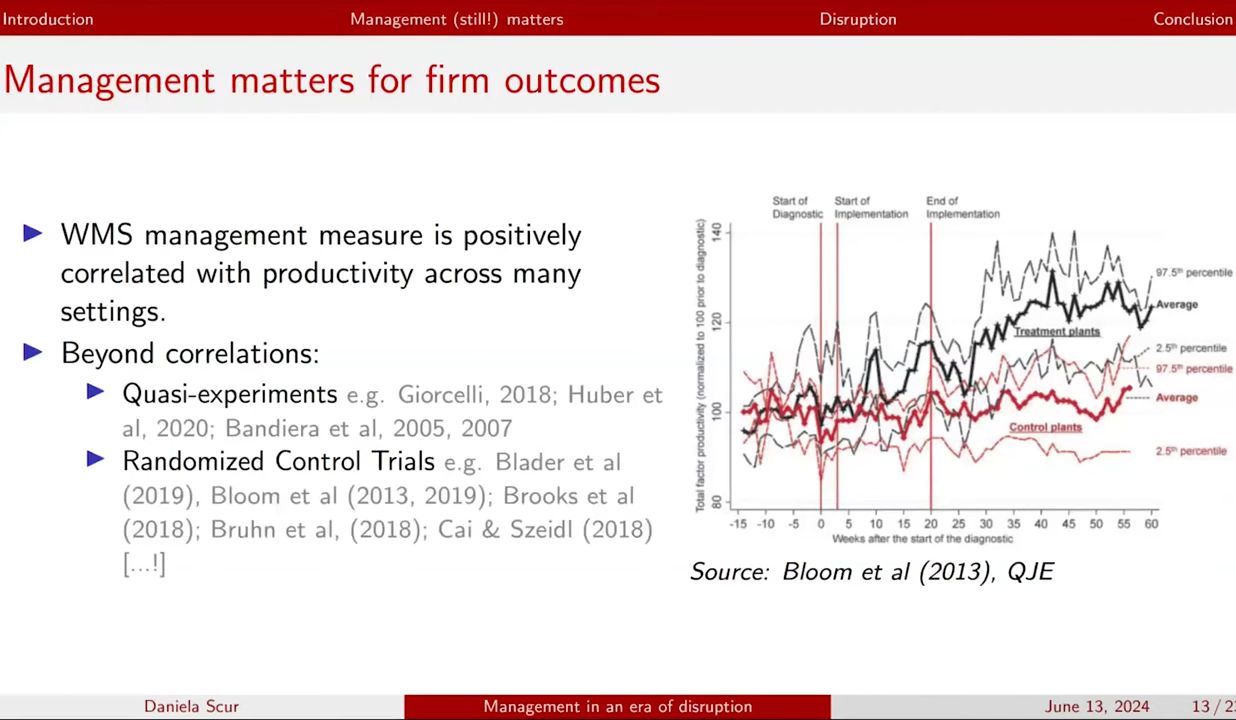 Introduction Management (still!) matters Disruption Conclusion
Management matters for firm outcomes
▶ WMS management measure is positively
correlated with productivity across many
settings.
▶ Beyond correlations:
▶ Quasi-experiments e.g. Giorcelli, 2018; Huber et
al, 2020; Bandiera et al, 2005, 2007
▶ Randomized Control Trials e.g. Blader et al
(2019), Bloom et al (2013, 2019); Brooks et al
(2018); Bruhn et al, (2018); Cai & Szeidl (2018)
[...!]
Start of
Diagnostic
Start of
Implementation
End of
Implementation
Total factor productivity (normalized to 100 prior to diagnostic)
140
120
100
80
97.5th percentile
Average
Treatment plants
2.5th percentile
97.5th percentile
Average
Control plants
2.5th percentile
-15 -10 -5 0 5 10 15 20 25 30 35 40 45 50 55 60
Weeks after the start of the diagnostic
Source: Bloom et al (2013), QJE
Daniela Scur Management in an era of disruption June 13, 2024 13 /